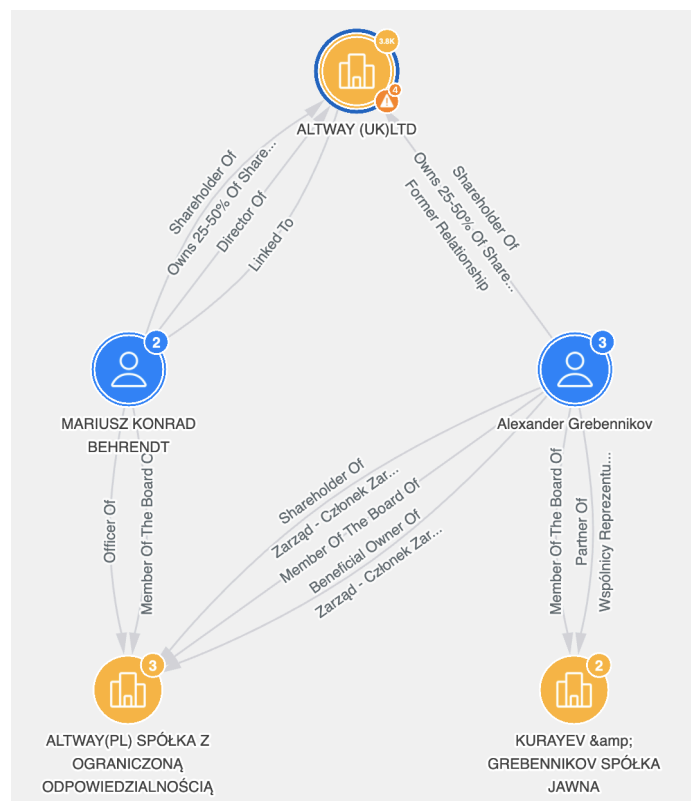 3.8K
4
ALTWAY (UK)LTD
Shareholder Of
Owns 25-50% Of Share...
Director Of
Linked To
Shareholder Of
Owns 25-50% Of Share...
Former Relationship
2
3
MARIUSZ KONRAD
BEHRENDT
Alexander Grebennikov
Officer Of
Member Of The Board Of
Shareholder Of
Zarząd - Członek Zar...
Member Of The Board Of
Beneficial Owner Of
Zarząd - Członek Zar...
Member Of The Board Of
Partner Of
Wspólnicy Reprezentu...
3
2
ALTWAY(PL) SPÓŁKA Z
OGRANICZONĄ
ODPOWIEDZIALNOŚCIĄ
KURAYEV &amp;
GREBENNIKOV SPÓŁKA
JAWNA